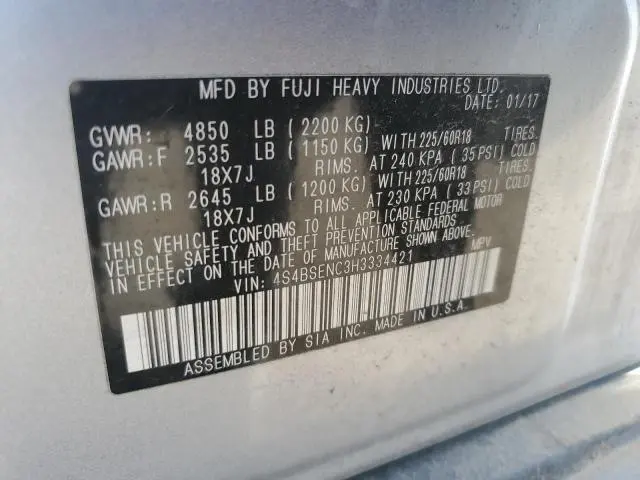 MFD BY FUJI HEAVY INDUSTRIES LTD.
DATE: 01/17
GVWR: 4850 LB ( 2200 KG)
GAWR:F 2535 LB ( 1150 KG) WITH 225/60R18 TIRES.
18X7J RIMS. AT 240 KPA ( 35 PSI) COLD
GAWR:R 2645 LB ( 1200 KG) WITH 225/60R18 TIRES.
18X7J RIMS. AT 230 KPA ( 33 PSI) COLD
THIS VEHICLE CONFORMS TO ALL APPLICABLE FEDERAL MOTOR
VEHICLE SAFETY AND THEFT PREVENTION STANDARDS
IN EFFECT ON THE DATE OF MANUFACTURE SHOWN ABOVE.
VIN: 4S4BSENC3H3334421 MPV
ASSEMBLED BY SIA INC. MADE IN U.S.A.